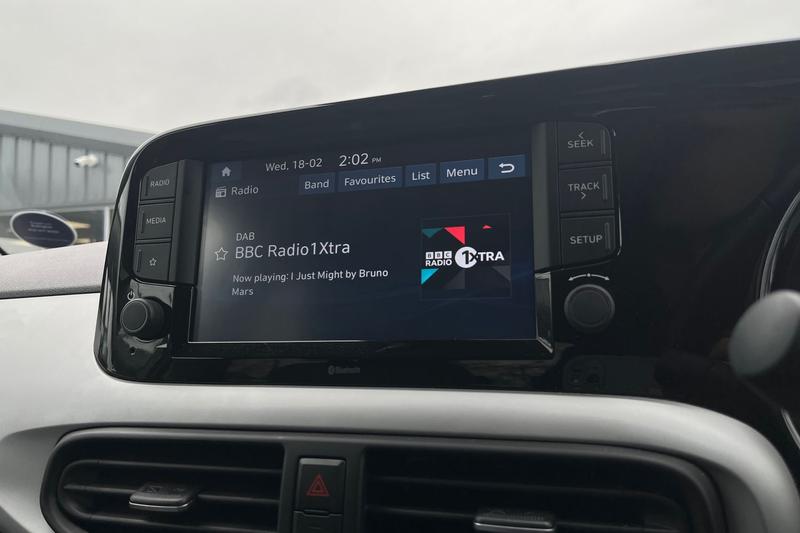 Wed. 18-02 2:02 PM
Radio
Band
Favourites
List
Menu
DAB
BBC Radio1Xtra
Now playing: I Just Might by Bruno
Mars
BBC
RADIO
1XTRA
RADIO
MEDIA
SEEK
TRACK
SETUP
Bluetooth